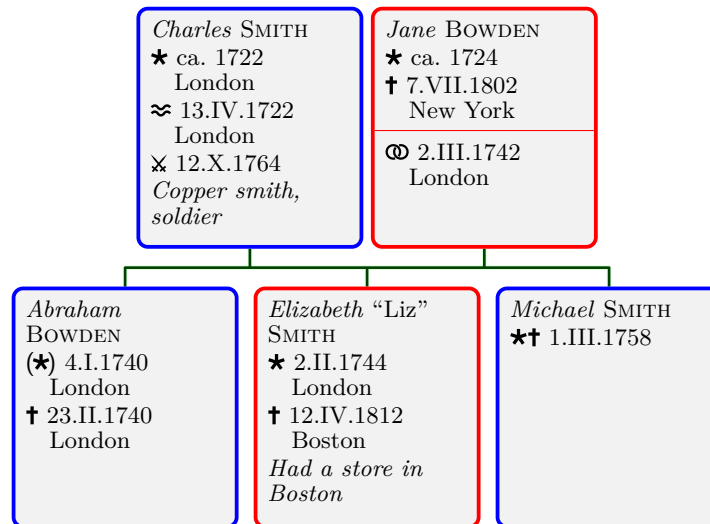 Charles SMITH
* ca. 1722
London
≈ 13.IV.1722
London
⚔ 12.X.1764
Copper smith,
soldier
Jane BOWDEN
* ca. 1724
† 7.VII.1802
New York
⚭ 2.III.1742
London
Abraham
BOWDEN
(*) 4.I.1740
London
† 23.II.1740
London
Elizabeth “Liz”
SMITH
* 2.II.1744
London
† 12.IV.1812
Boston
Had a store in
Boston
Michael SMITH
*† 1.III.1758